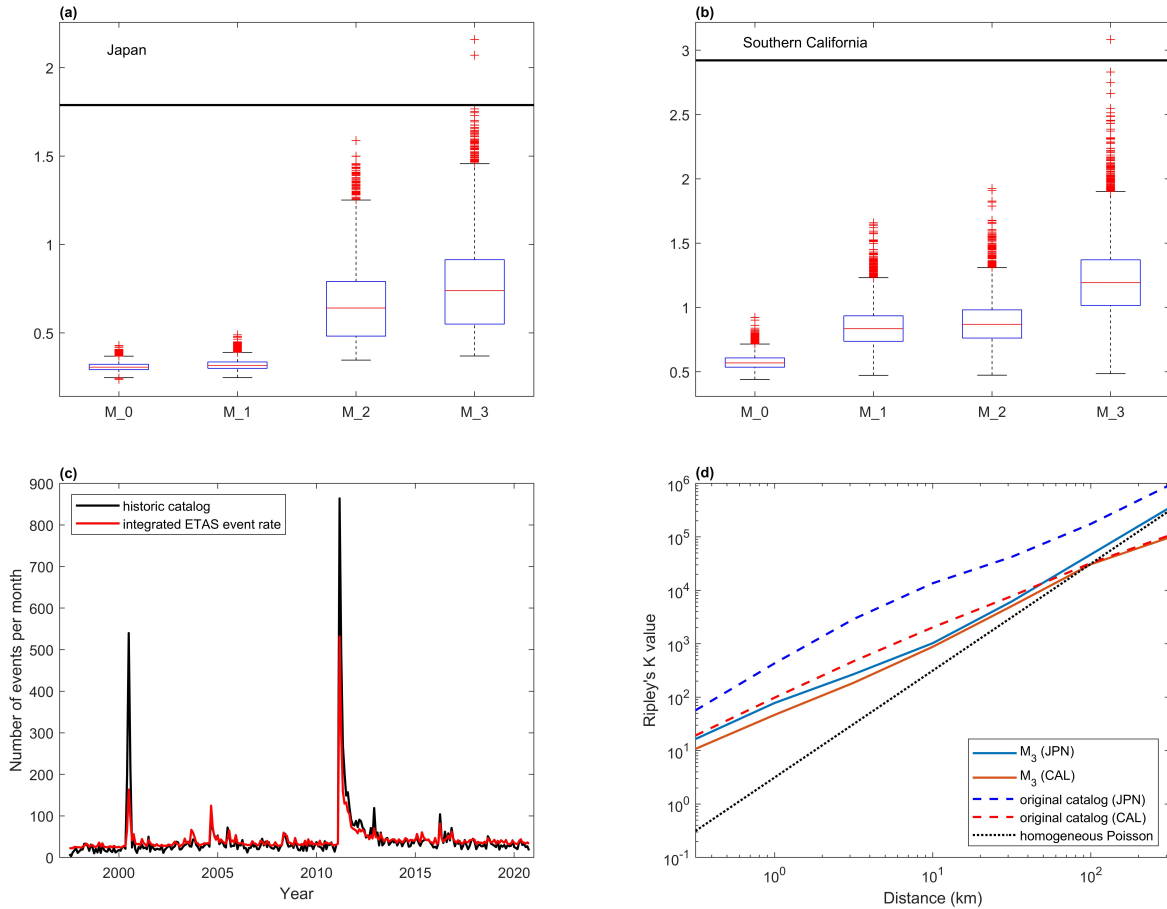 (a)
Japan
2
1.5
1
0.5
M_0 M_1 M_2 M_3
(b)
Southern California
3
2.5
2
1.5
1
0.5
M_0 M_1 M_2 M_3
(c)
900
800
700
600
500
400
300
200
100
0
Number of events per month
historic catalog
integrated ETAS event rate
2000 2005 2010 2015 2020
Year
(d)
10^6
10^5
10^4
10^3
10^2
10^1
10^0
10^-1
Ripley's K value
M_3 (JPN)
M_3 (CAL)
original catalog (JPN)
original catalog (CAL)
homogeneous Poisson
10^0 10^1 10^2
Distance (km)